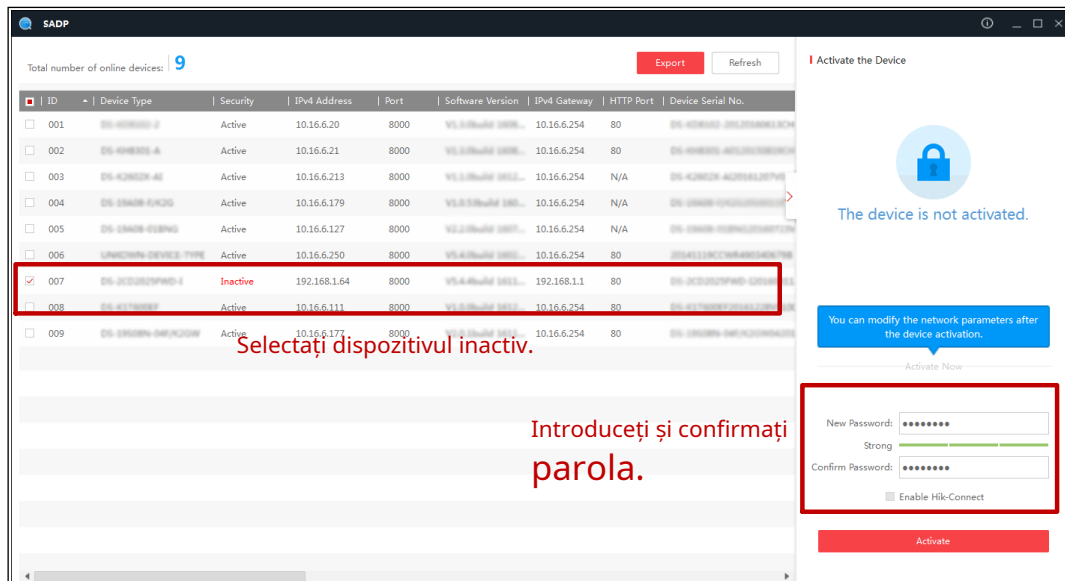 SADP
Total number of online devices: 9
Export
Refresh
ID | Device Type | Security | IPv4 Address | Port | Software Version | IPv4 Gateway | HTTP Port | Device Serial No.
001 Active 10.16.6.20 8000 10.16.6.254 80
002 Active 10.16.6.21 8000 10.16.6.254 80
003 Active 10.16.6.213 8000 10.16.6.254 N/A
004 Active 10.16.6.179 8000 10.16.6.254 N/A
005 Active 10.16.6.127 8000 10.16.6.254 N/A
006 Active 10.16.6.250 8000 10.16.6.254 80
007 Inactive 192.168.1.64 8000 192.168.1.1 80
008 Active 10.16.6.111 8000 10.16.6.254 80
009 Active 10.16.6.177 8000 10.16.6.254 80
Selectați dispozitivul inactiv.
Introduceți și confirmați
parola.
Activate the Device
The device is not activated.
You can modify the network parameters after
the device activation.
Activate Now
New Password: ●●●●●●●●
Strong
Confirm Password: ●●●●●●●●
Enable Hik-Connect
Activate